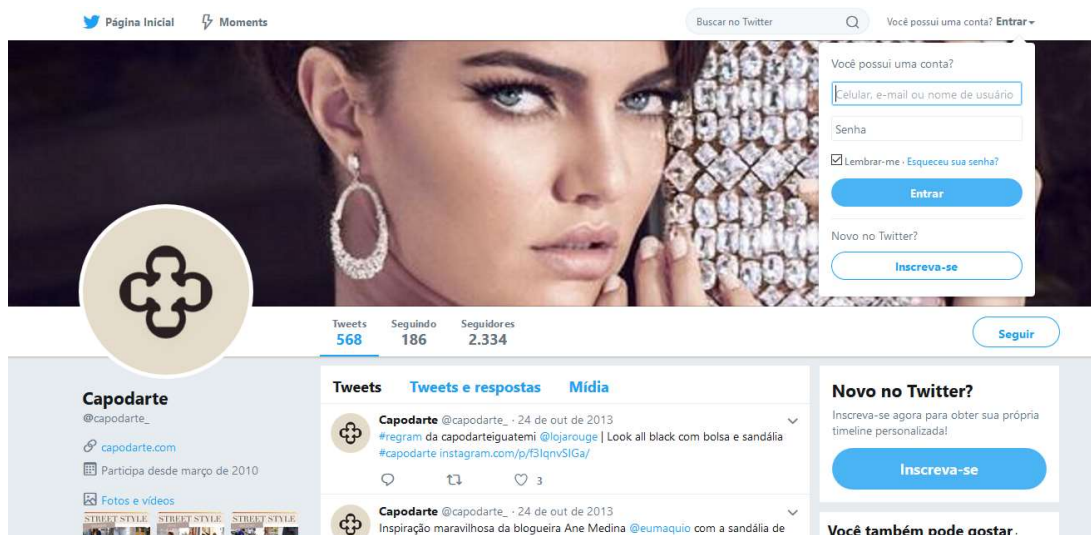 Página Inicial
Moments
Buscar no Twitter
Você possui uma conta? Entrar
Você possui uma conta?
Celular, e-mail ou nome de usuário
Senha
Lembrar-me · Esqueceu sua senha?
Entrar
Novo no Twitter?
Inscreva-se
Tweets
568
Seguindo
186
Seguidores
2.334
Seguir
Capodarte
@capodarte_
capodarte.com
Participa desde março de 2010
Fotos e vídeos
STREET STYLE STREET STYLE STREET STYLE
Tweets Tweets e respostas Mídia
Capodarte @capodarte_ · 24 de out de 2013
#regram da capodarteiguatemi @lojarouge | Look all black com bolsa e sandália
#capodarte instagram.com/p/f3IqnvSIGa/
3
Capodarte @capodarte_ · 24 de out de 2013
Inspiração maravilhosa da blogueira Ane Medina @eumaquio com a sandália de
Novo no Twitter?
Inscreva-se agora para obter sua própria
timeline personalizada!
Inscreva-se
Você também pode gostar